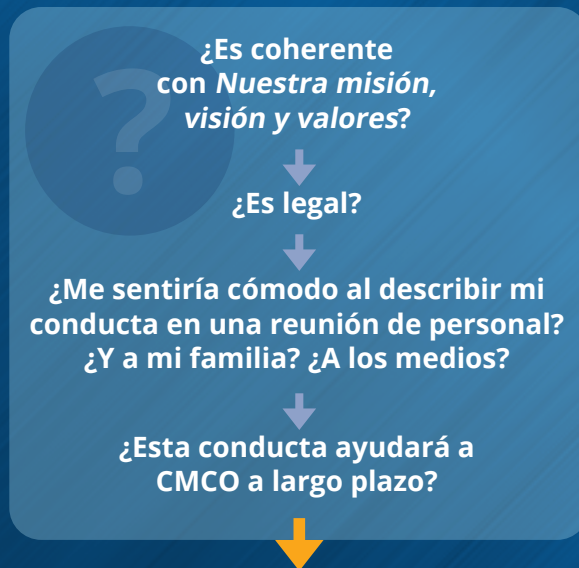 ¿Es coherente
con Nuestra misión,
visión y valores?
¿Es legal?
¿Me sentiría cómodo al describir mi
conducta en una reunión de personal?
¿Y a mi familia? ¿A los medios?
¿Esta conducta ayudará a
CMCO a largo plazo?